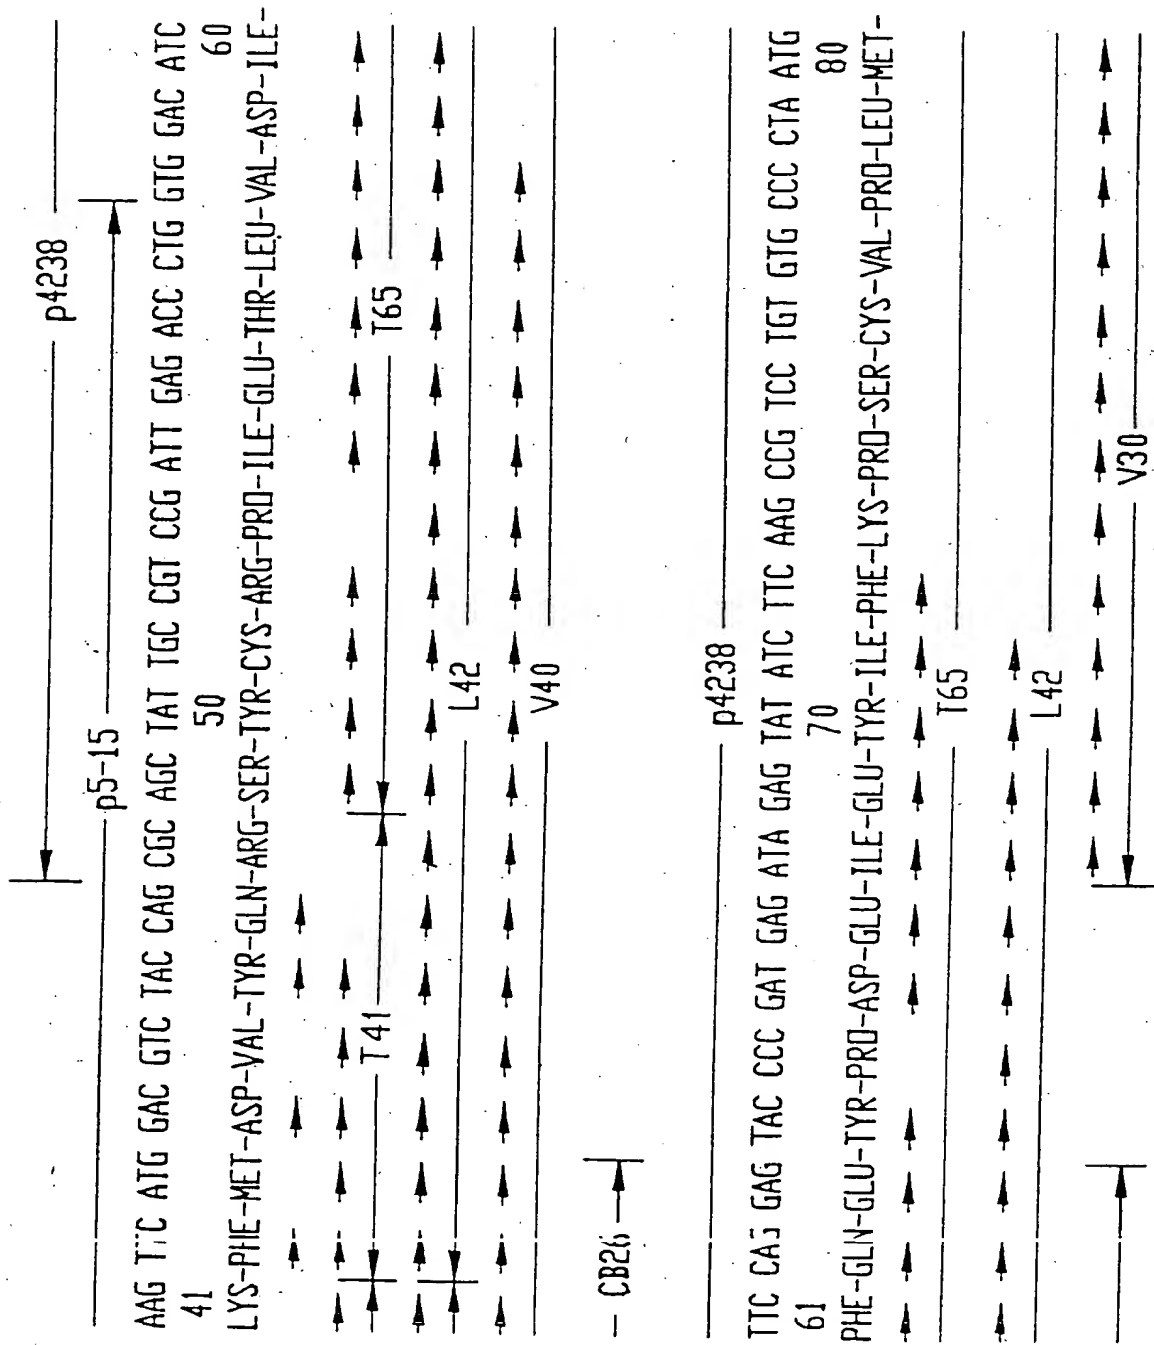 p4238
p5-15
AAG TTC ATG GAC GTC TAC CAG CGC AGC TAT TGC CGT CCG ATT GAG ACC CTG GTG GAC ATC
41 50 60
LYS-PHE-MET-ASP-VAL-TYR-GLN-ARG-SER-TYR-CYS-ARG-PRO-ILE-GLU-THR-LEU-VAL-ASP-ILE-
T41 T65
L42
V40
CB26
p4238
TTC CAG GAG TAC CCC GAT GAG ATA GAG TAT ATC TTC AAG CCG TCC TGT GTG CCC CTA ATG
61 70 80
PHE-GLN-GLU-TYR-PRO-ASP-GLU-ILE-GLU-TYR-ILE-PHE-LYS-PRO-SER-CYS-VAL-PRO-LEU-MET-
T65
L42
V30